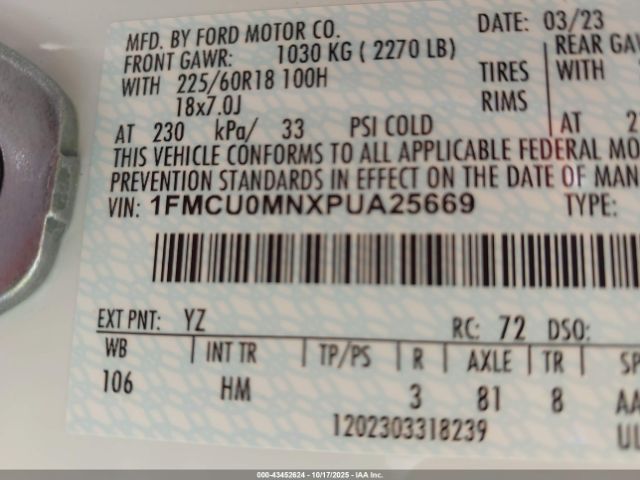 DATE: 03/23
MFD. BY FORD MOTOR CO.
FRONT GAWR: 1030 KG ( 2270 LB) REAR GAW
WITH 225/60R18 100H TIRES WITH
18x7.0J RIMS
AT 230 kPa/ 33 PSI COLD AT
THIS VEHICLE CONFORMS TO ALL APPLICABLE FEDERAL MO
PREVENTION STANDARDS IN EFFECT ON THE DATE OF MAN
VIN: 1FMCU0MNXPUA25669 TYPE:
EXT PNT: YZ RC: 72 DSO:
WB INT TR TP/PS R AXLE TR SP
106 HM 3 81 8 AA
1202303318239 UL
000-43452624 - 10/17/2025 - IAA Inc.